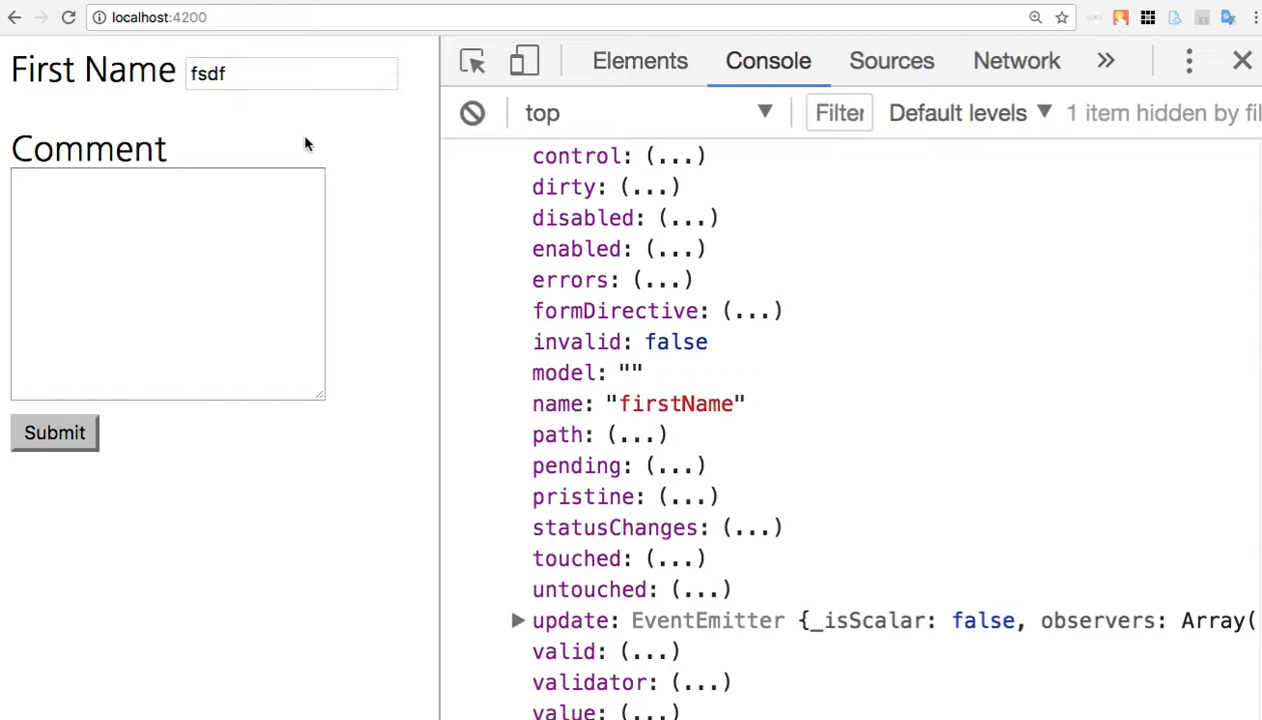 localhost:4200
First Name fsdf
Comment
Submit
Elements Console Sources Network »
top Filter Default levels ▼ 1 item hidden by fil
control: (...)
dirty: (...)
disabled: (...)
enabled: (...)
errors: (...)
formDirective: (...)
invalid: false
model: ""
name: "firstName"
path: (...)
pending: (...)
pristine: (...)
statusChanges: (...)
touched: (...)
untouched: (...)
▶ update: EventEmitter {_isScalar: false, observers: Array(
valid: (...)
validator: (...)
value: (...)